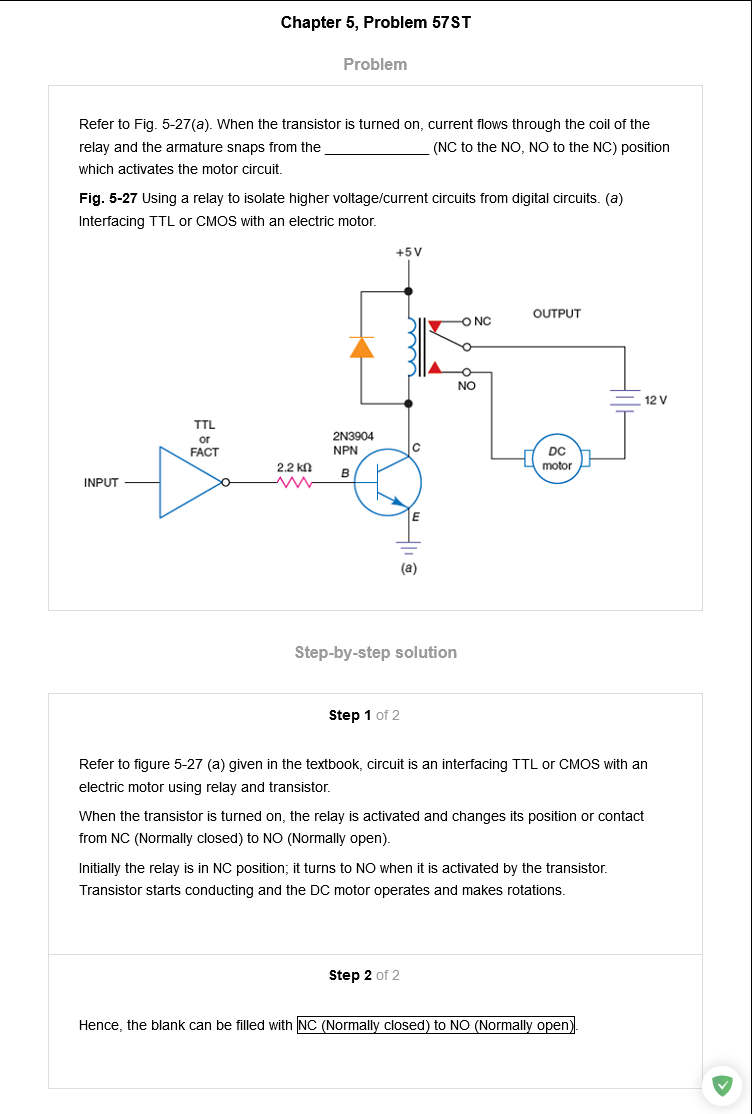 Chapter 5, Problem 57ST
Problem
Refer to Fig. 5-27(a). When the transistor is turned on, current flows through the coil of the
relay and the armature snaps from the ______________ (NC to the NO, NO to the NC) position
which activates the motor circuit.
Fig. 5-27 Using a relay to isolate higher voltage/current circuits from digital circuits. (a)
Interfacing TTL or CMOS with an electric motor.
+5 V
NC
OUTPUT
NO
12 V
TTL
or
FACT
2N3904
NPN
C
DC
motor
2.2 kΩ
B
INPUT
E
(a)
Step-by-step solution
Step 1 of 2
Refer to figure 5-27 (a) given in the textbook, circuit is an interfacing TTL or CMOS with an
electric motor using relay and transistor.
When the transistor is turned on, the relay is activated and changes its position or contact
from NC (Normally closed) to NO (Normally open).
Initially the relay is in NC position; it turns to NO when it is activated by the transistor.
Transistor starts conducting and the DC motor operates and makes rotations.
Step 2 of 2
Hence, the blank can be filled with NC (Normally closed) to NO (Normally open).